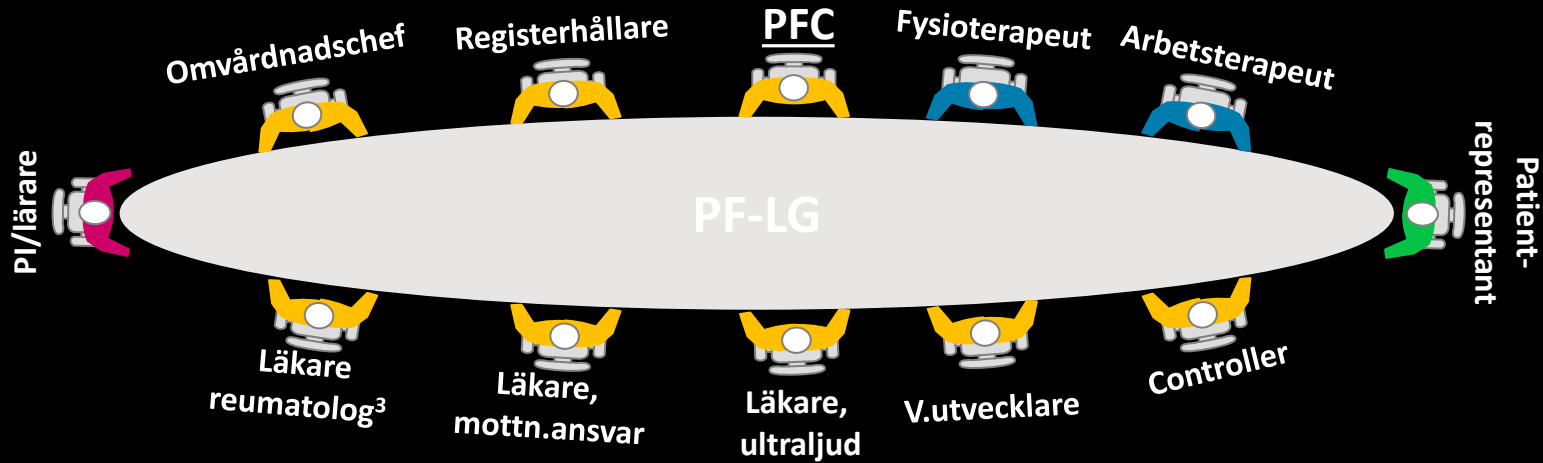 Omvårdnadschef
Registerhållare
PFC
Fysioterapeut
Arbetsterapeut
PI/lärare
PF-LG
Patient-
representant
Läkare
reumatolog³
Läkare,
mottn.ansvar
Läkare,
ultraljud
V.utvecklare
Controller